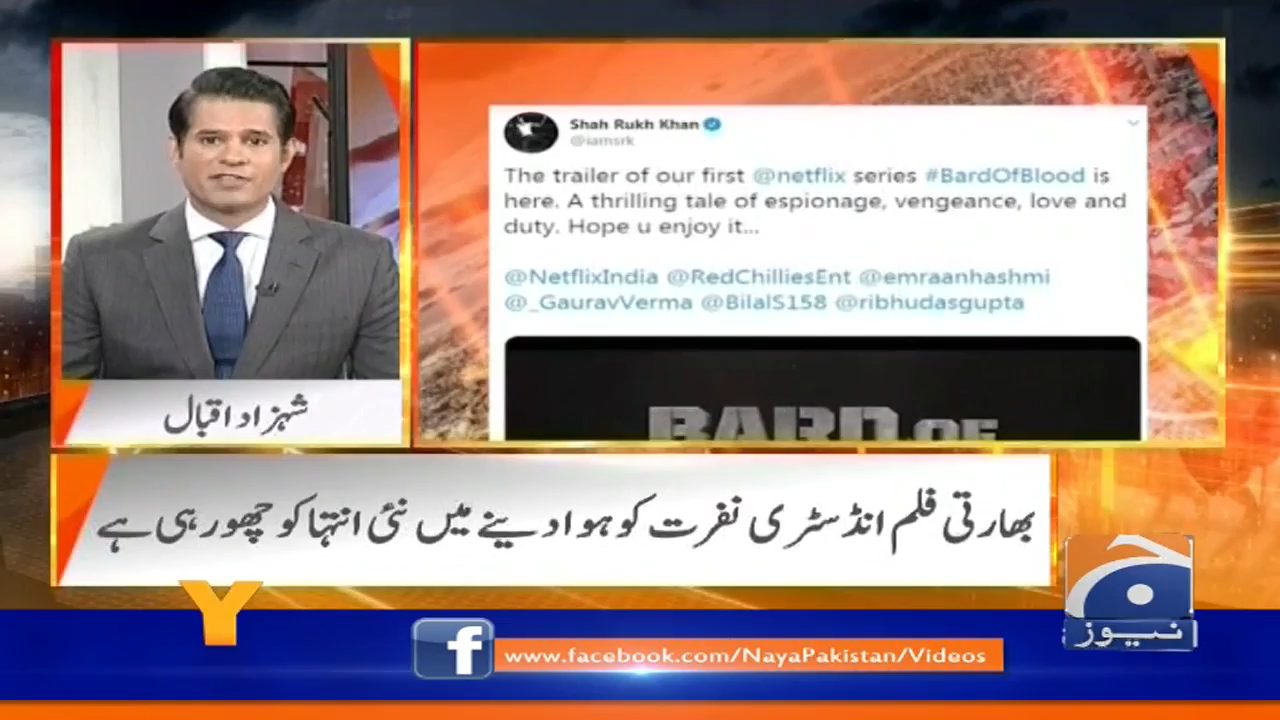 Shah Rukh Khan
@iamsrk
The trailer of our first @netflix series #BardOfBlood is
here. A thrilling tale of espionage, vengeance, love and
duty. Hope u enjoy it...
@NetflixIndia @RedChilliesEnt @emraanhashmi
@_GauravVerma @BilalS158 @ribhudasgupta
BARD OF
شہزاد اقبال
بھارتی فلم انڈسٹری نفرت کو ہوا دینے میں نئی انتہا کو چھو رہی ہے
Y
www.facebook.com/NayaPakistan/Videos
f
ج
نیوز